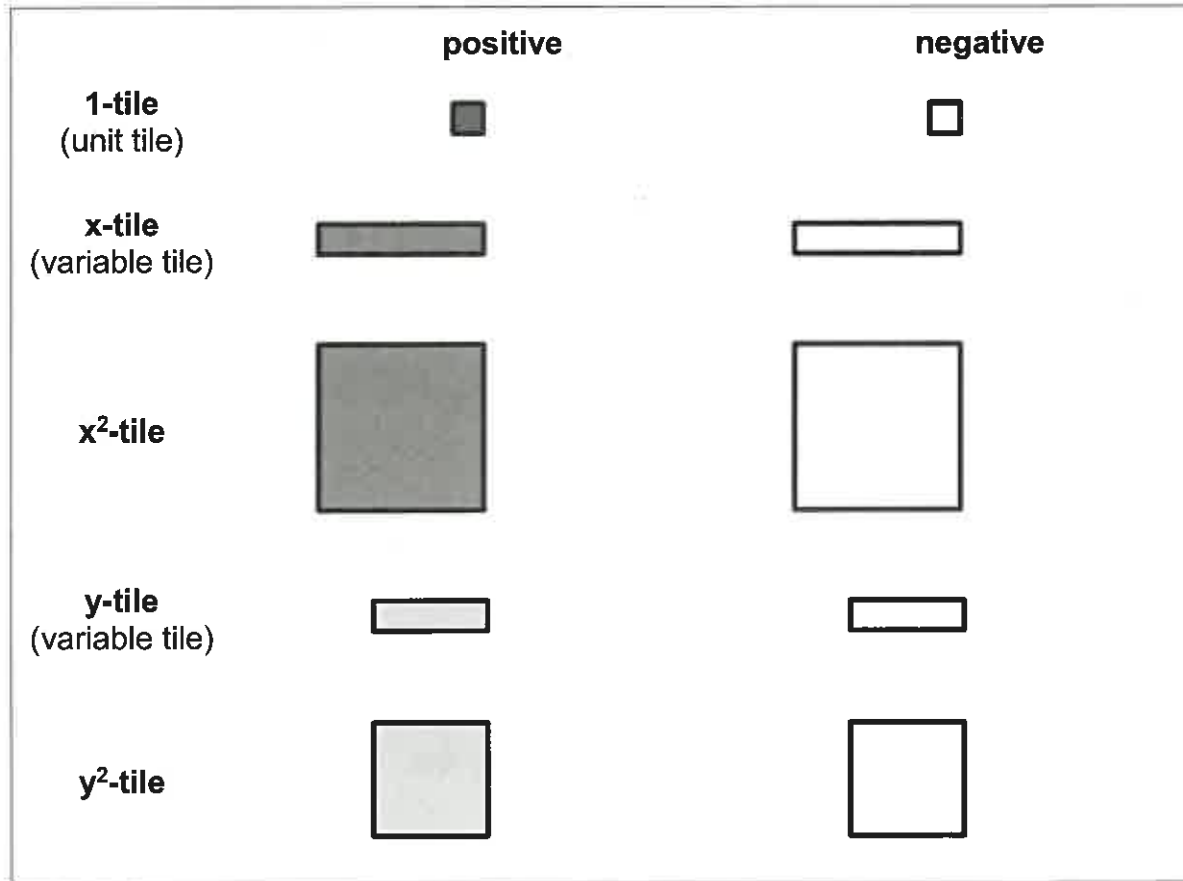 positive negative
1-tile
(unit tile)
x-tile
(variable tile)
x²-tile
y-tile
(variable tile)
y²-tile